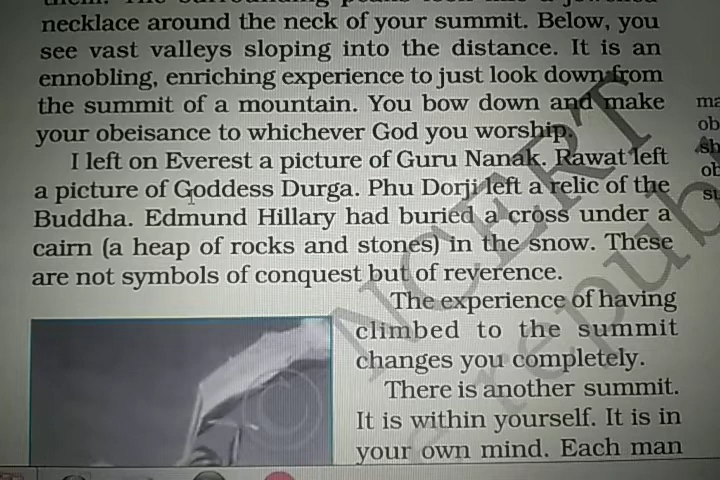 necklace around the neck of your summit. Below, you
see vast valleys sloping into the distance. It is an
ennobling, enriching experience to just look down from
the summit of a mountain. You bow down and make
your obeisance to whichever God you worship.
I left on Everest a picture of Guru Nanak. Rawat left
a picture of Goddess Durga. Phu Dorji left a relic of the
Buddha. Edmund Hillary had buried a cross under a
cairn (a heap of rocks and stones) in the snow. These
are not symbols of conquest but of reverence.
The experience of having
climbed to the summit
changes you completely.
There is another summit.
It is within yourself. It is in
your own mind. Each man
© NCERT
republ